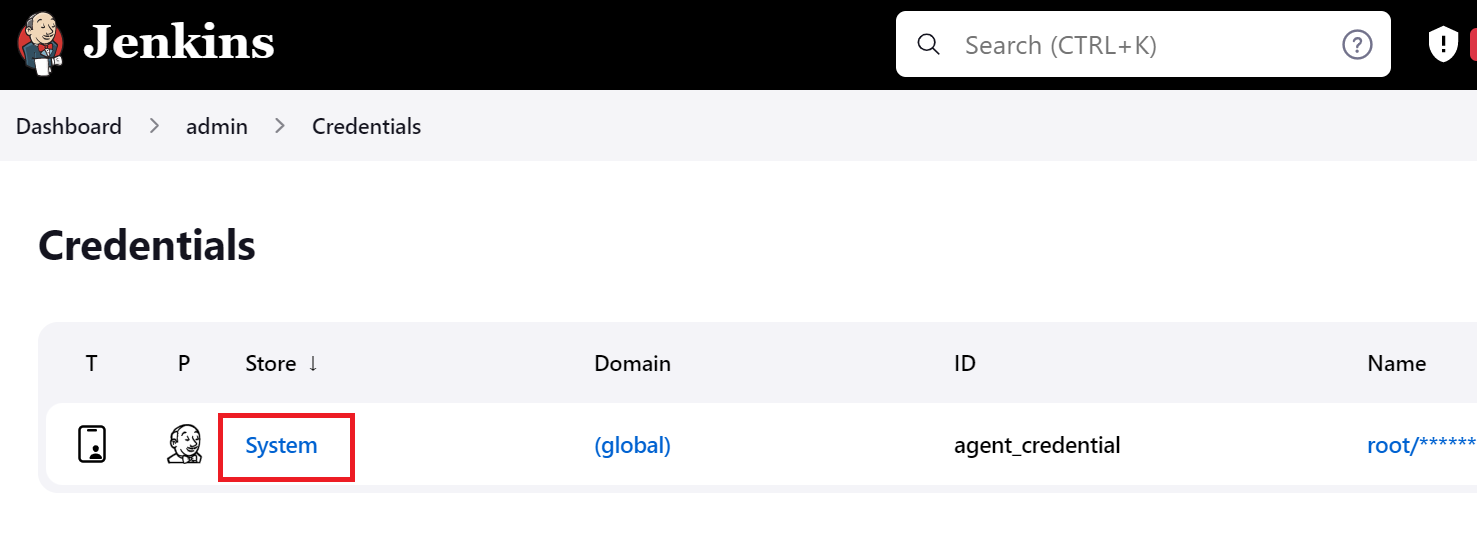 Jenkins
Search (CTRL+K)
Dashboard admin Credentials
Credentials
T P Store ↓ Domain ID Name
System (global) agent_credential root/******